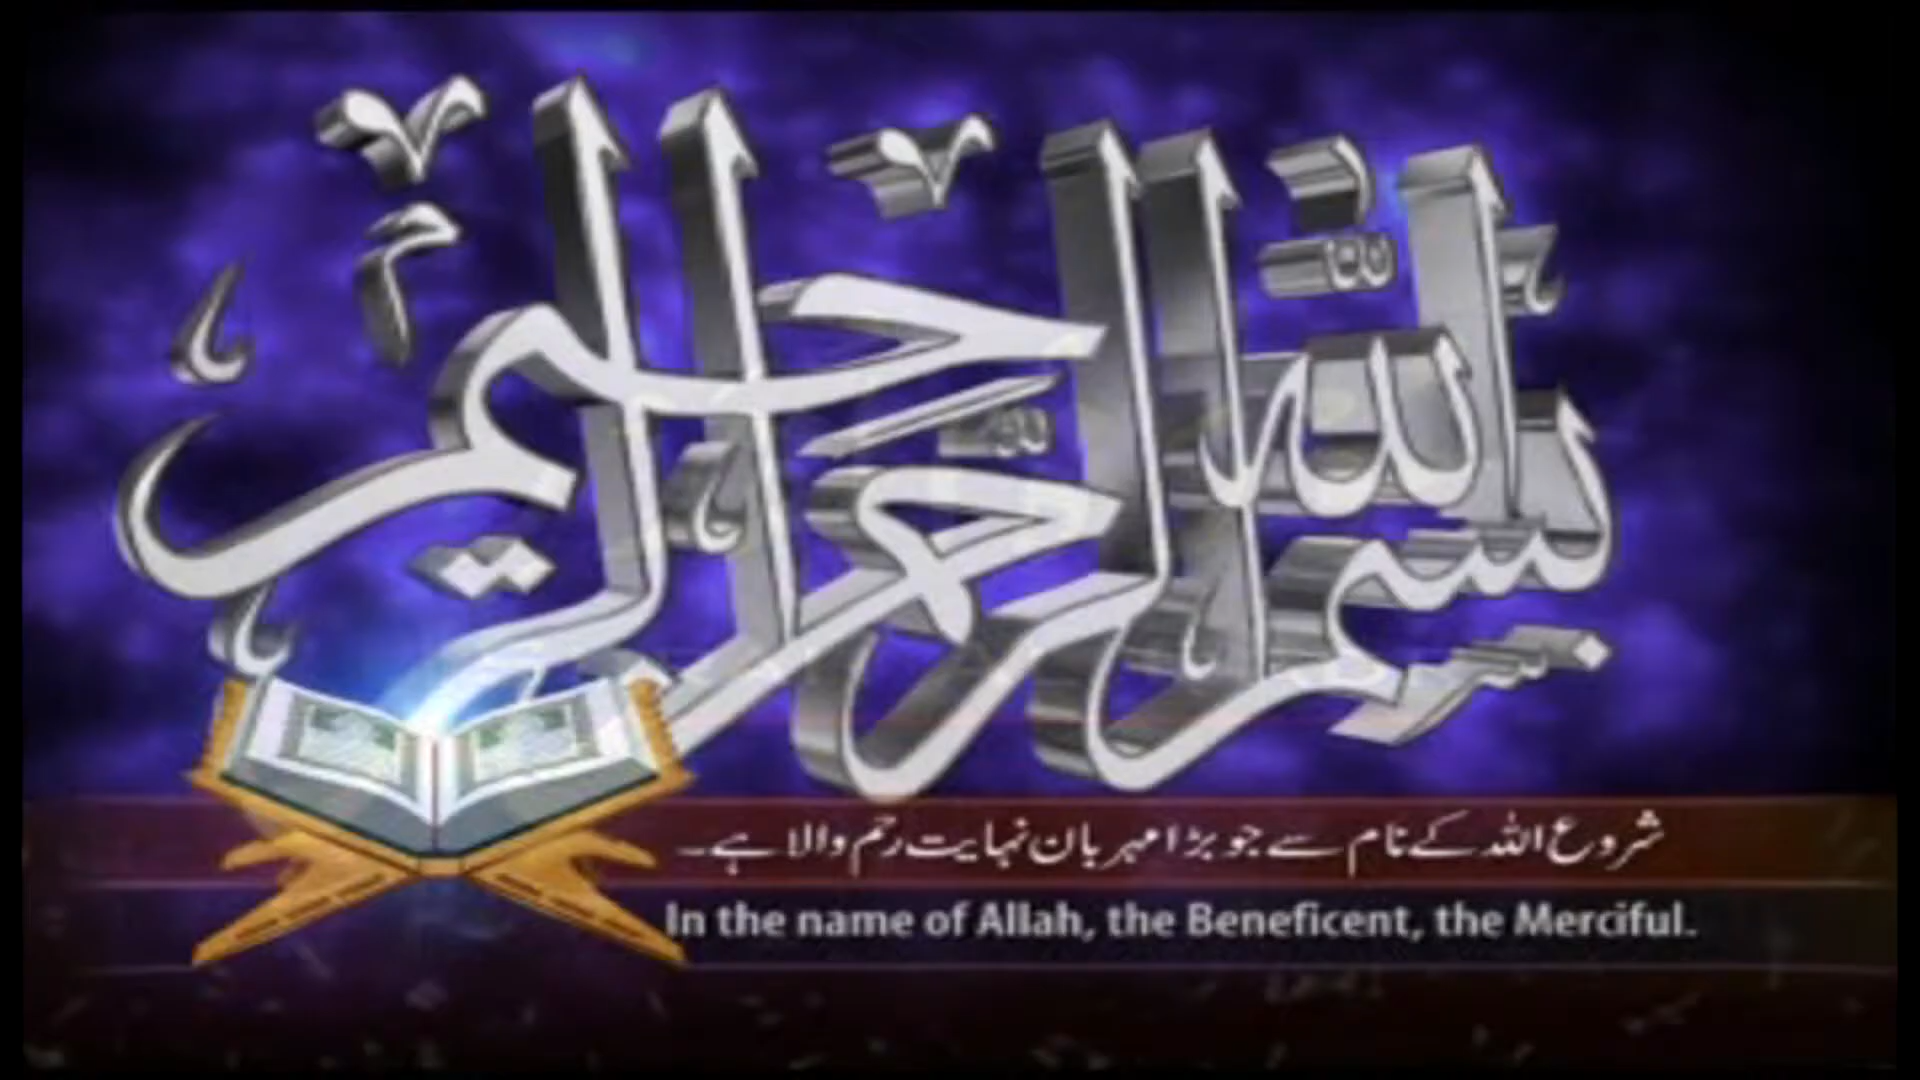 بسم الله الرحمن الرحيم
شروع اللہ کے نام سے جو بڑا مہربان نہایت رحم والا ہے۔
In the name of Allah, the Beneficent, the Merciful.